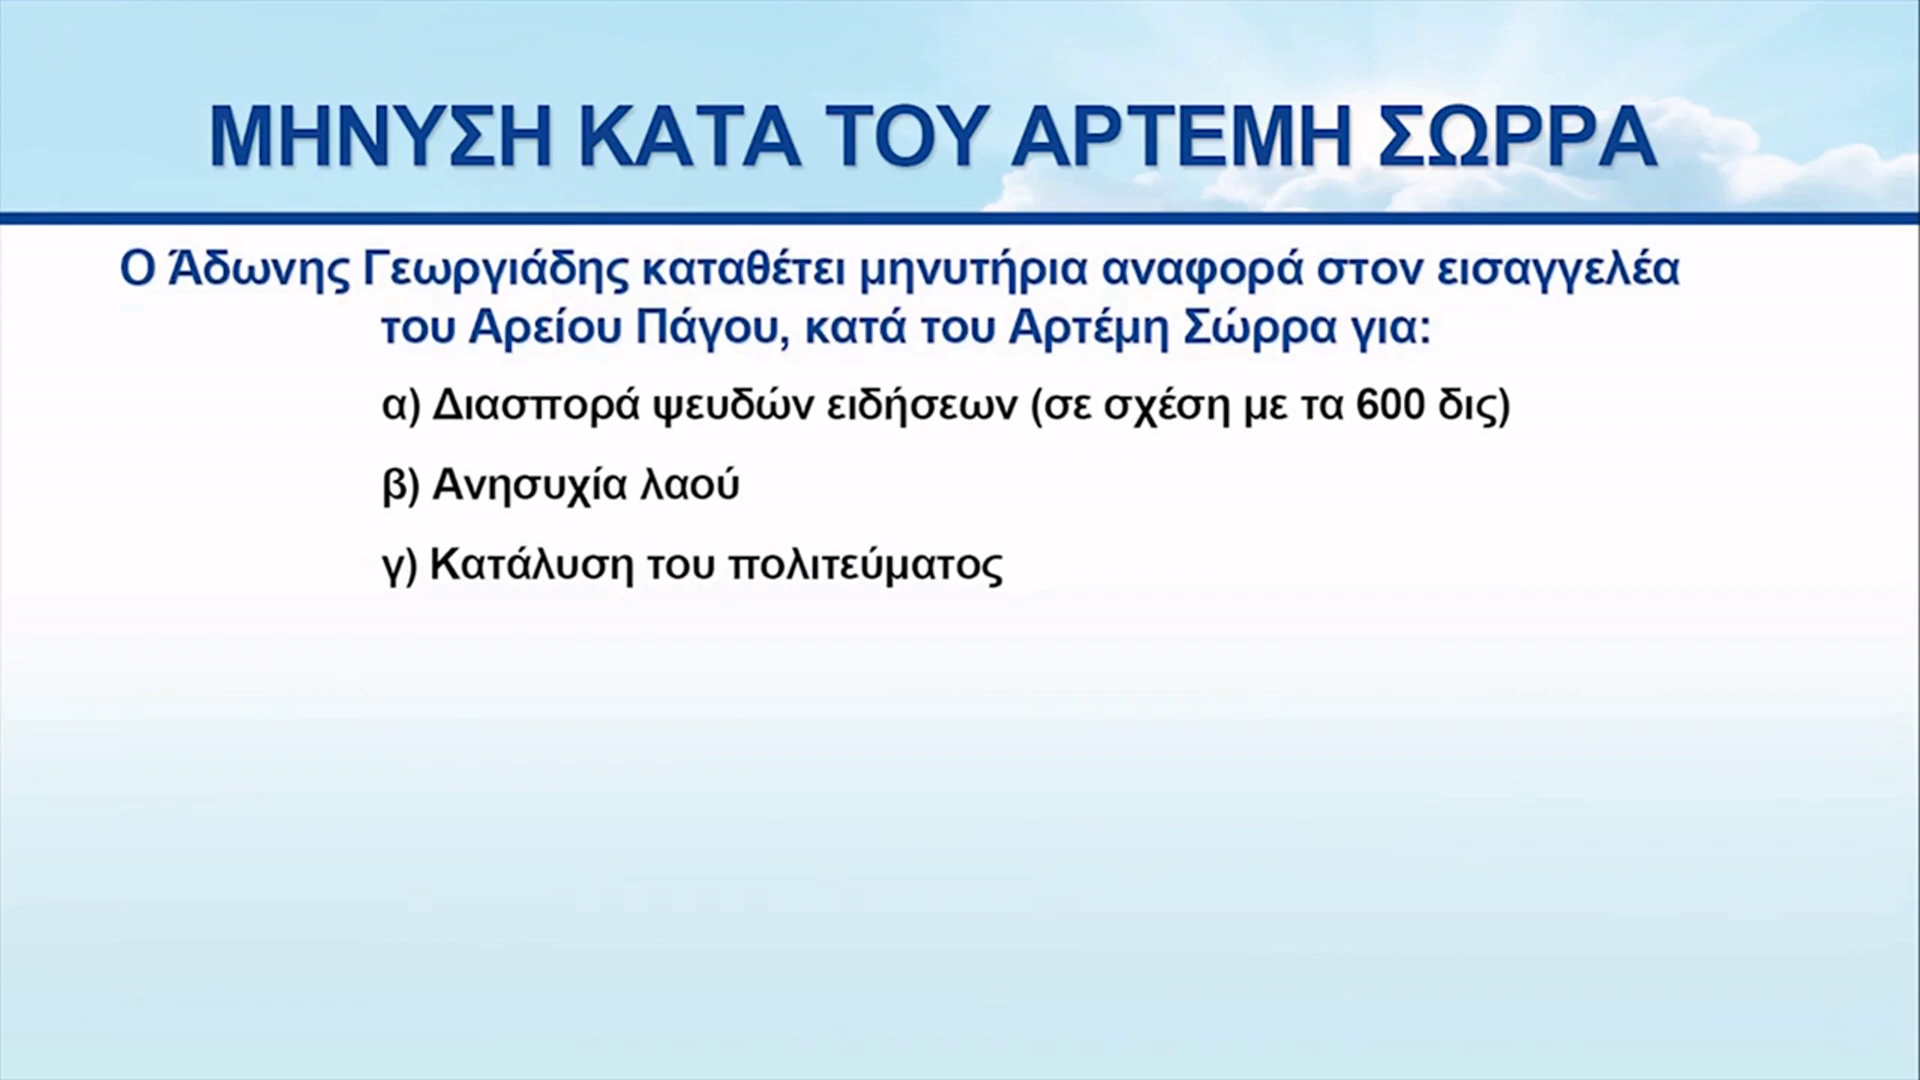 ΜΗΝΥΣΗ ΚΑΤΑ ΤΟΥ ΑΡΤΕΜΗ ΣΩΡΡΑ
Ο Άδωνης Γεωργιάδης καταθέτει μηνυτήρια αναφορά στον εισαγγελέα
του Αρείου Πάγου, κατά του Αρτέμη Σώρρα για:
α) Διασπορά ψευδών ειδήσεων (σε σχέση με τα 600 δις)
β) Ανησυχία λαού
γ) Κατάλυση του πολιτεύματος